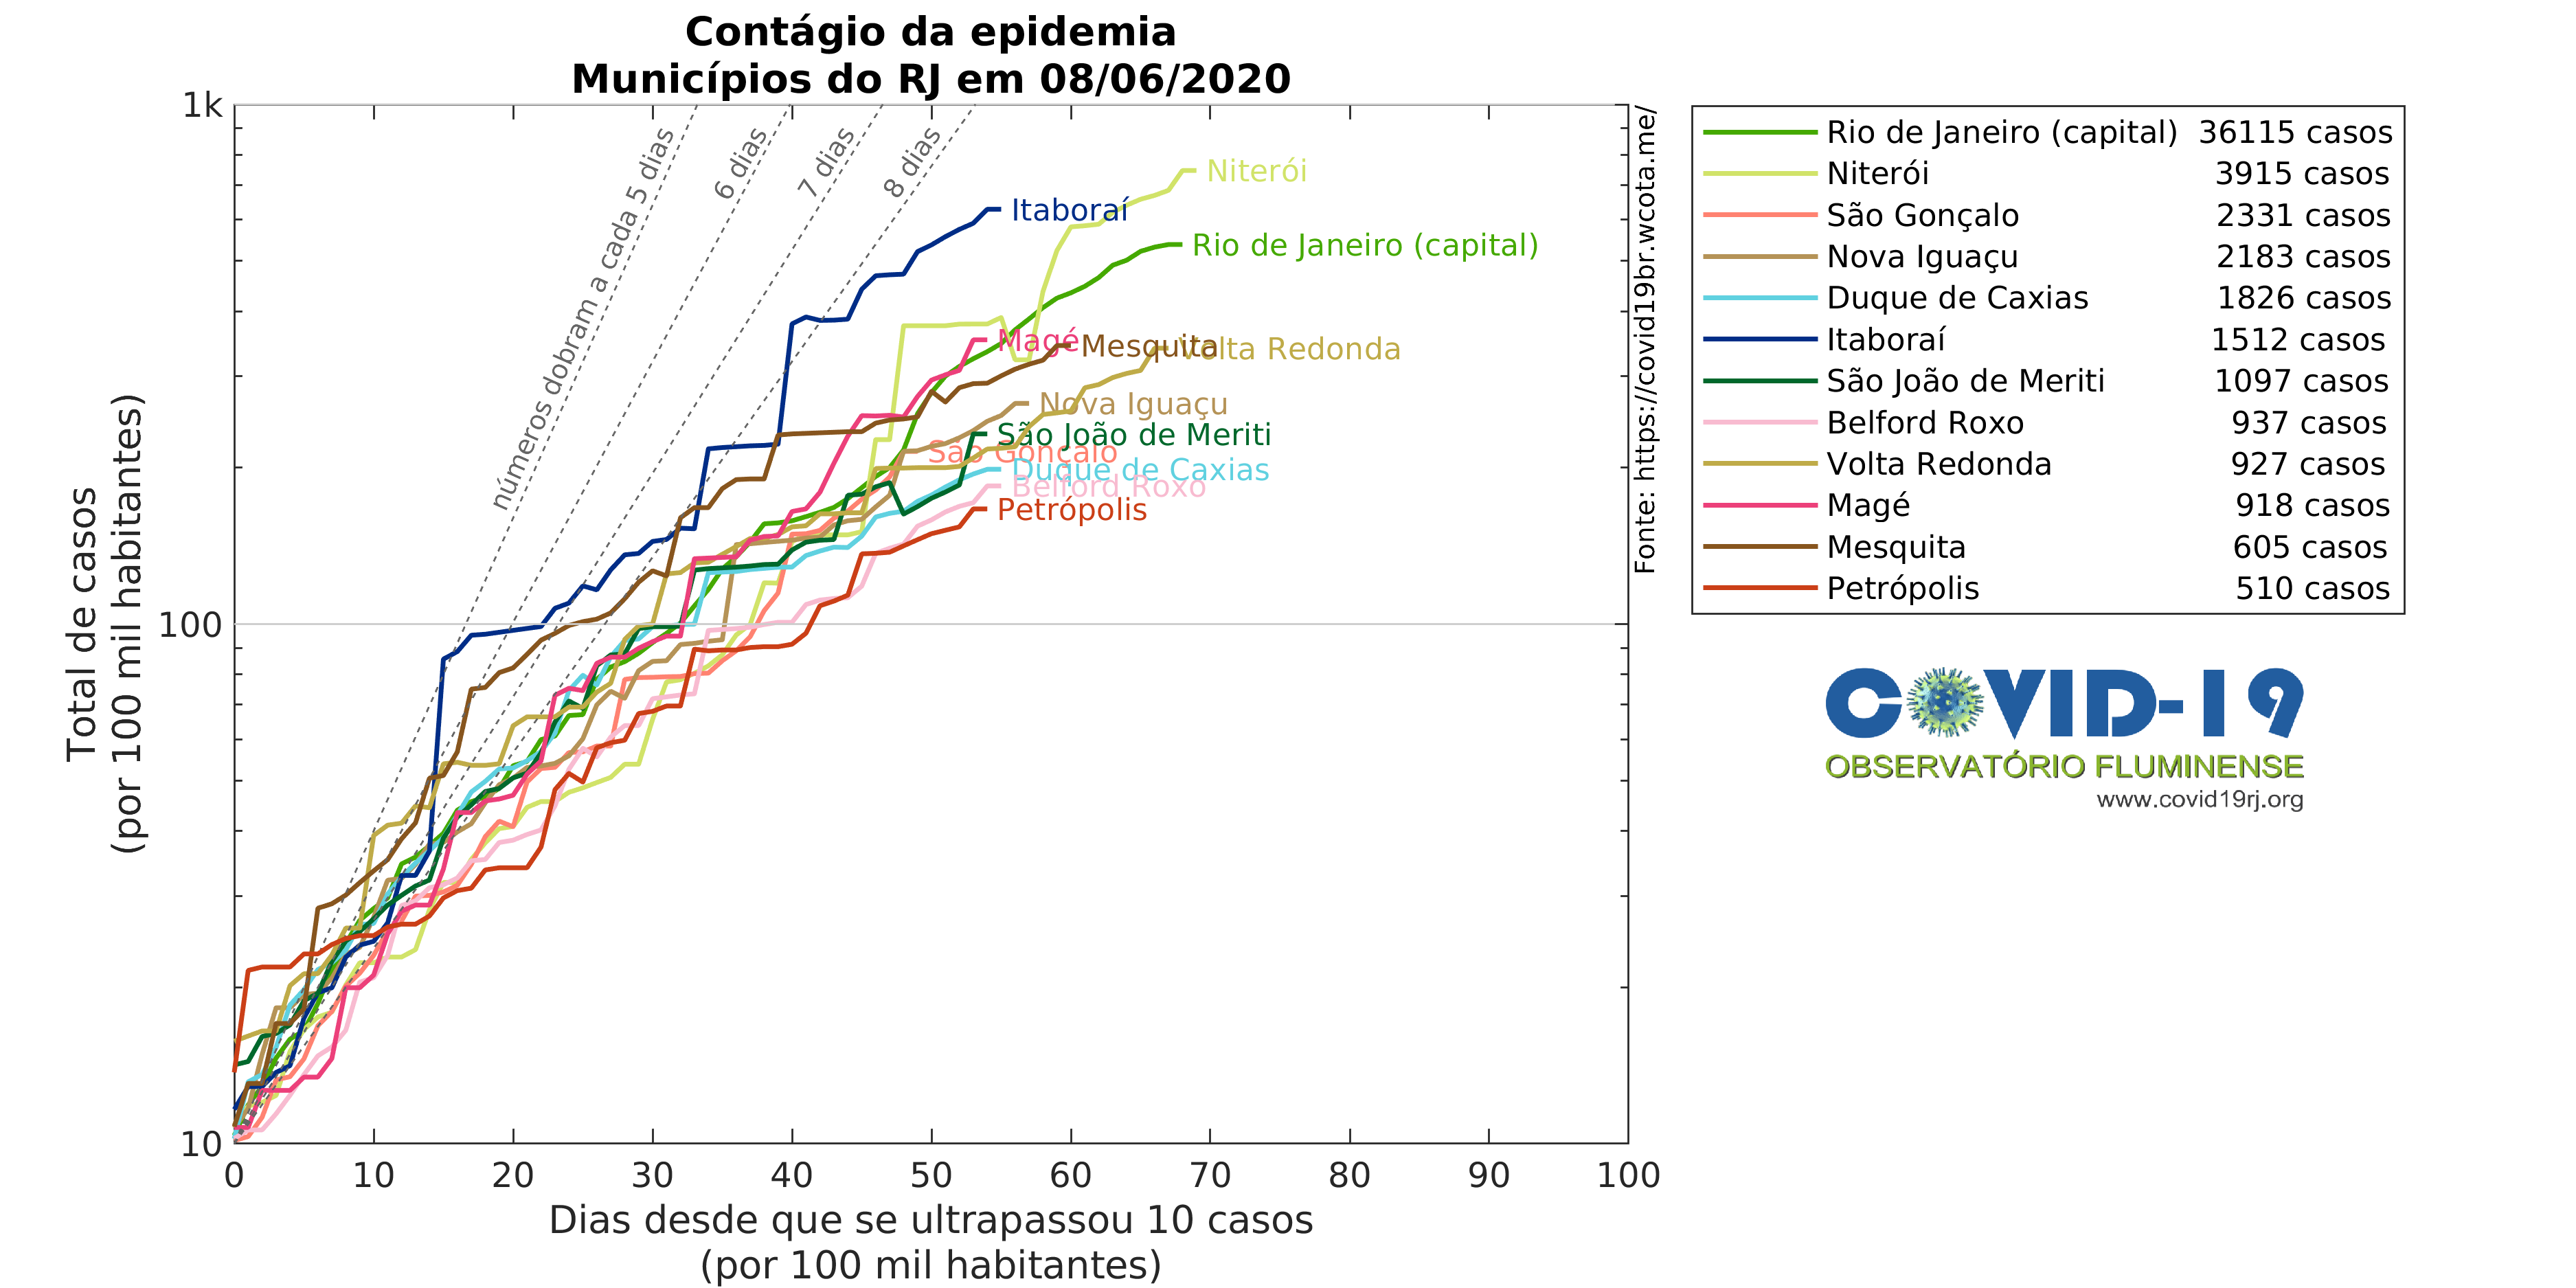 Contágio da epidemia
Municípios do RJ em 08/06/2020
1k
100
10
Total de casos
(por 100 mil habitantes)
números dobram a cada 5 dias
6 dias
7 dias
8 dias
Niterói
Itaboraí
Rio de Janeiro (capital)
Magé
Mesquita
Volta Redonda
Nova Iguaçu
São João de Meriti
São Gonçalo
Duque de Caxias
Belford Roxo
Petrópolis
0 10 20 30 40 50 60 70 80 90 100
Dias desde que se ultrapassou 10 casos
(por 100 mil habitantes)
Fonte: https://covid19br.wcota.me/
Rio de Janeiro (capital) 36115 casos
Niterói 3915 casos
São Gonçalo 2331 casos
Nova Iguaçu 2183 casos
Duque de Caxias 1826 casos
Itaboraí 1512 casos
São João de Meriti 1097 casos
Belford Roxo 937 casos
Volta Redonda 927 casos
Magé 918 casos
Mesquita 605 casos
Petrópolis 510 casos
COVID-19
OBSERVATÓRIO FLUMINENSE
www.covid19rj.org